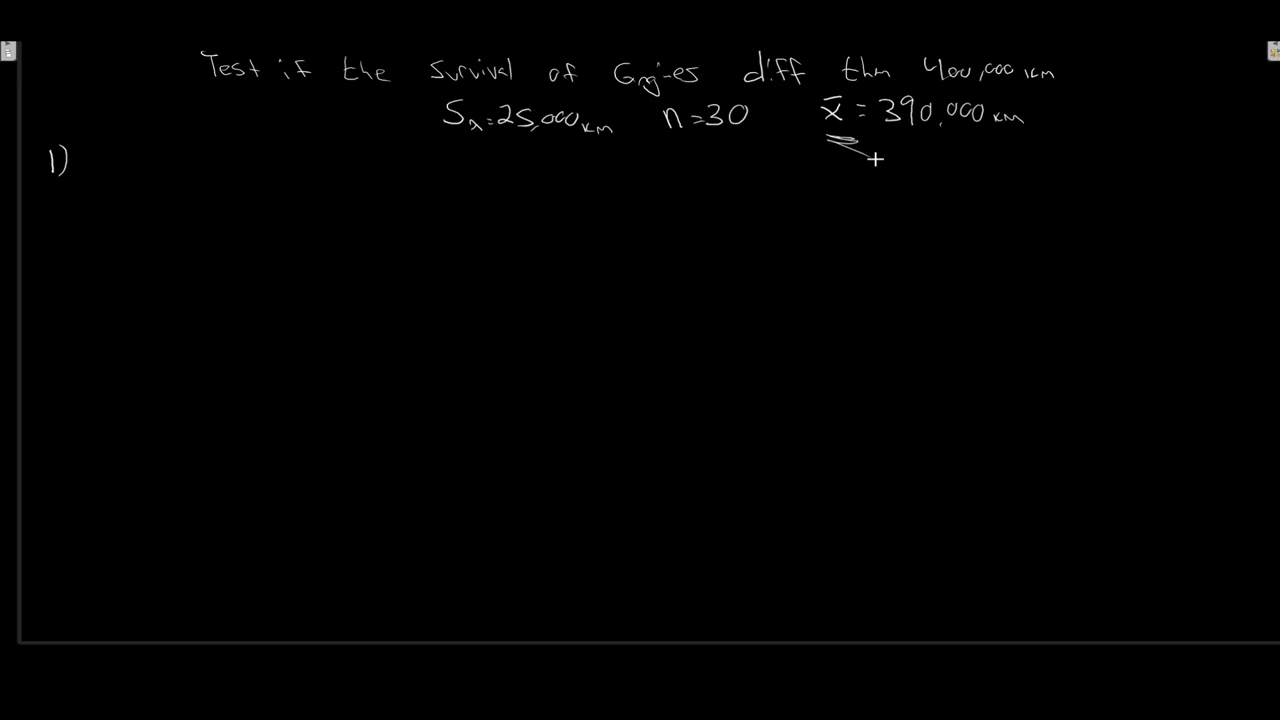 Test if the Survival of Engines diff than 400,000 km
Sx = 25,000 km n = 30 x̄ = 390,000 km
1)